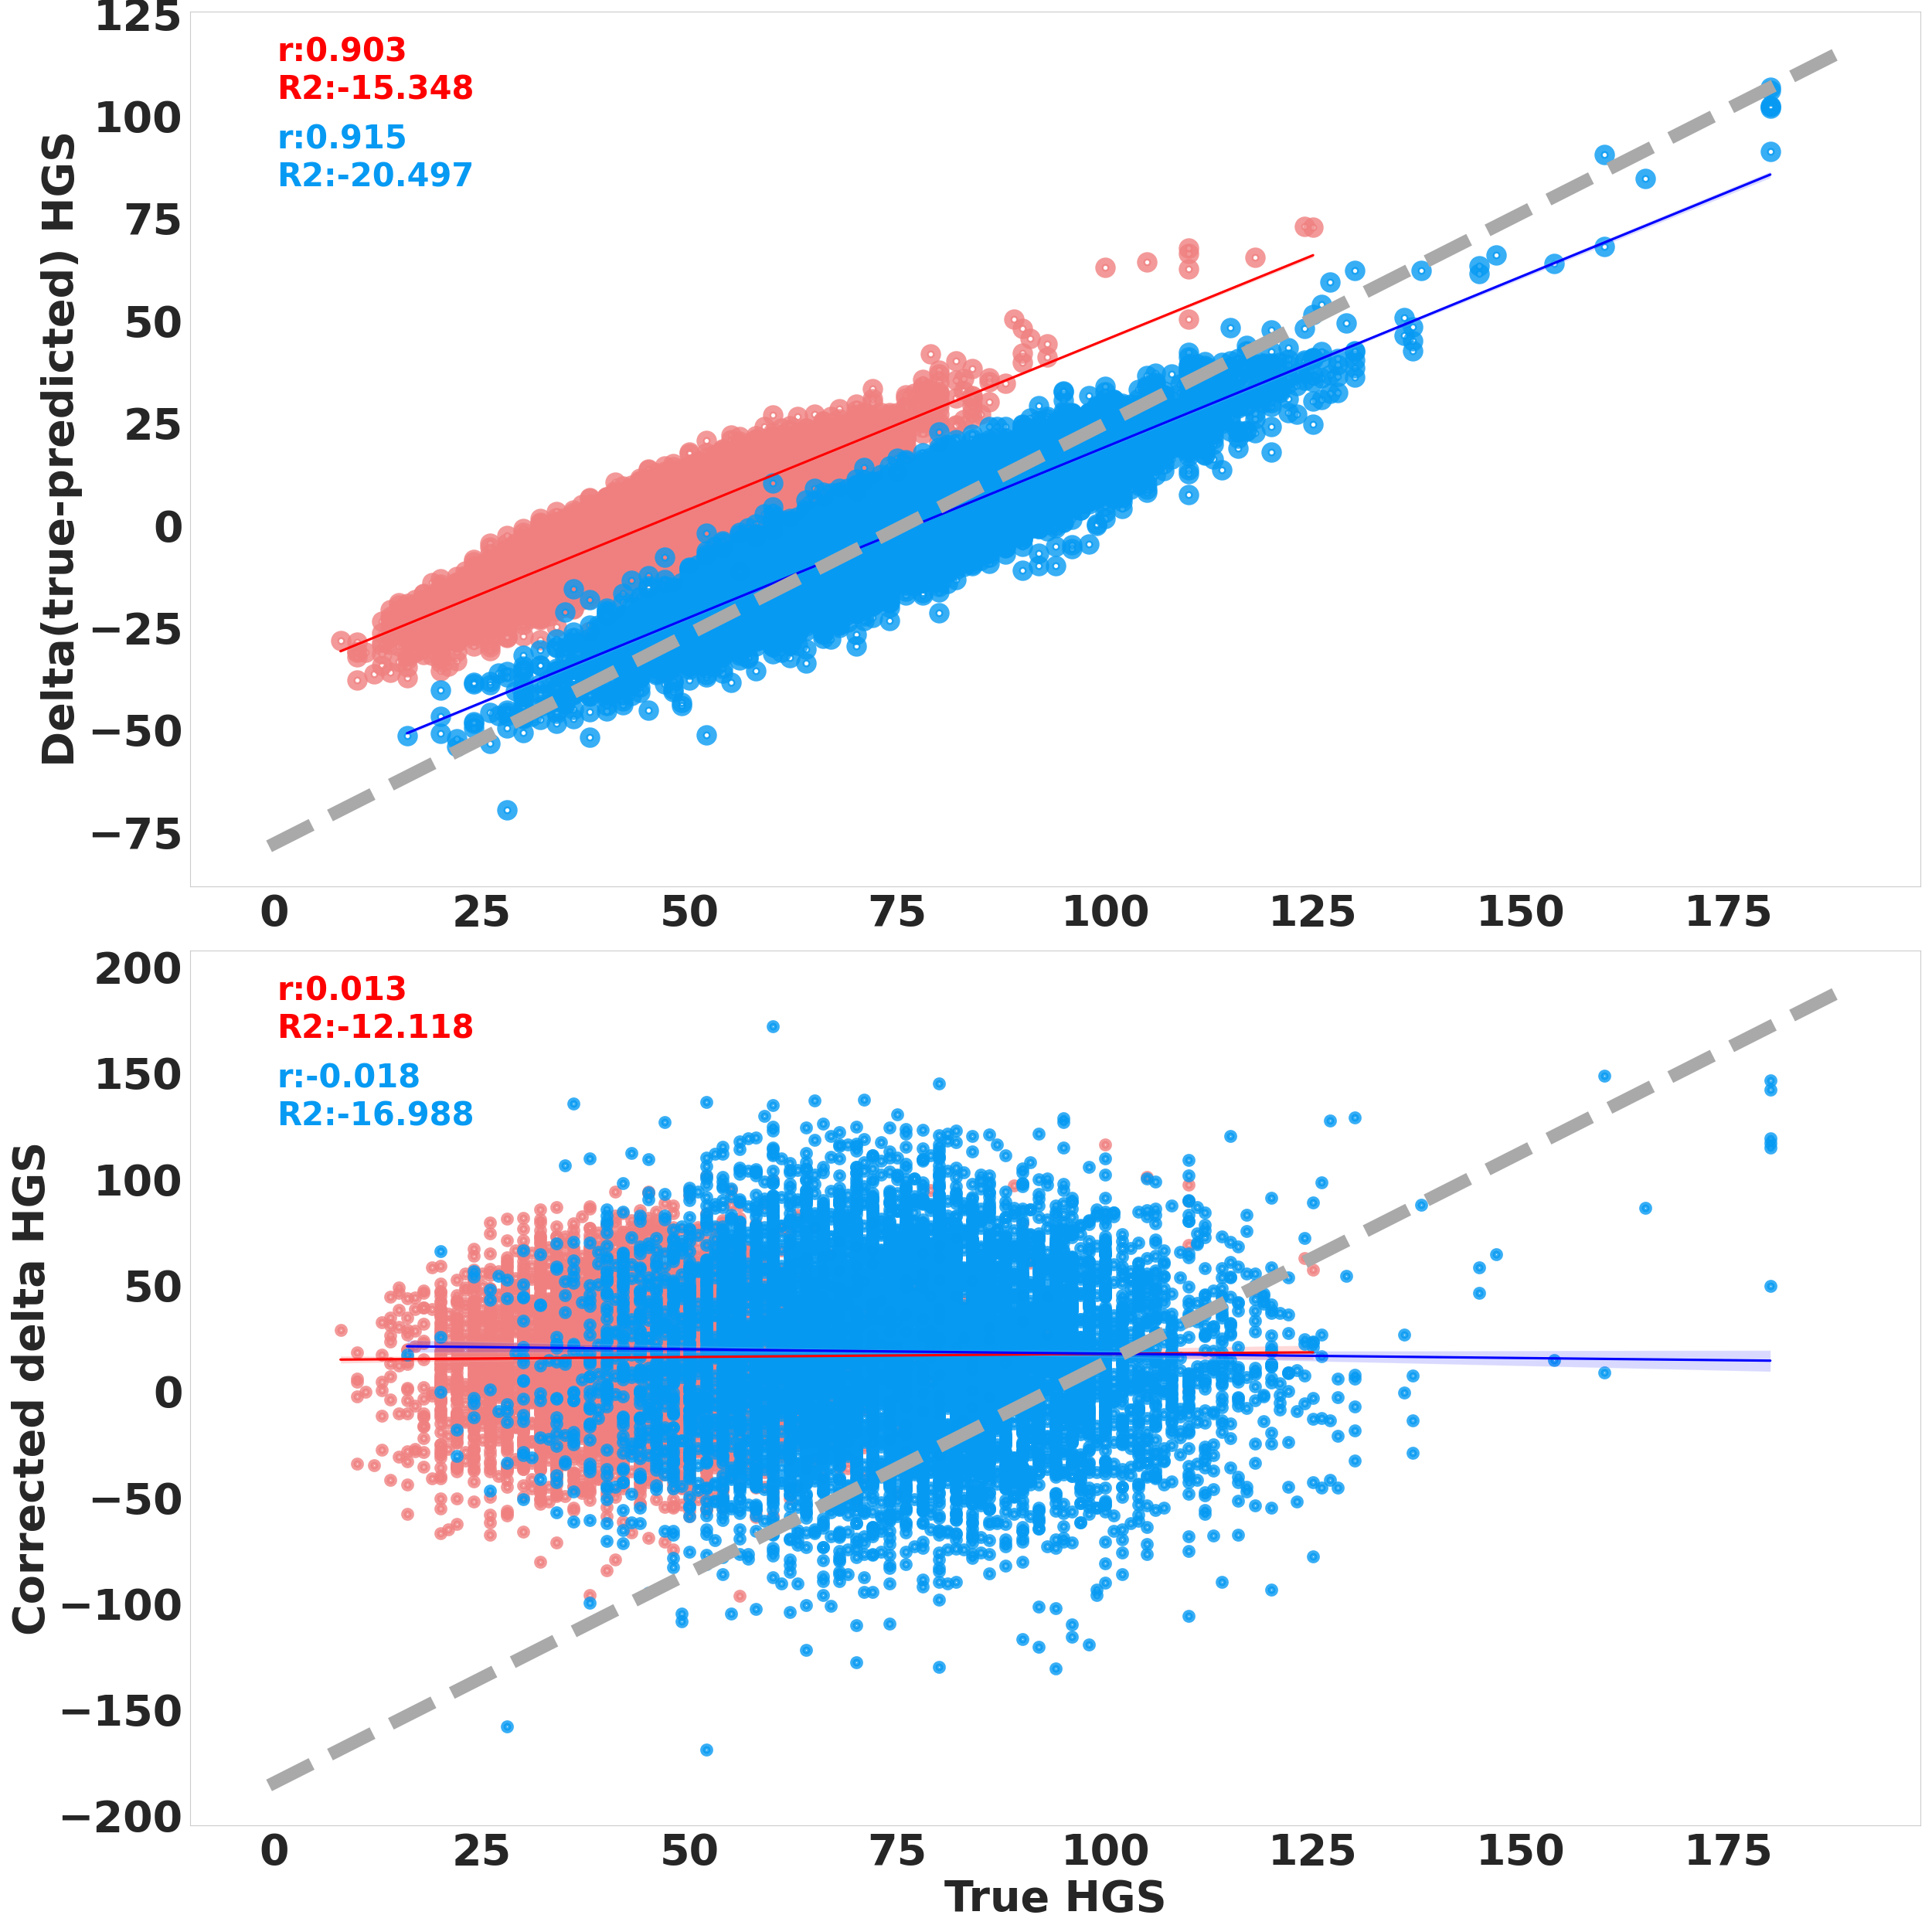 125
100
75
50
25
0
−25
−50
−75
Delta(true-predicted) HGS
r:0.903
R2:-15.348
r:0.915
R2:-20.497
0 25 50 75 100 125 150 175
200
150
100
50
0
−50
−100
−150
−200
Corrected delta HGS
r:0.013
R2:-12.118
r:-0.018
R2:-16.988
0 25 50 75 100 125 150 175
True HGS